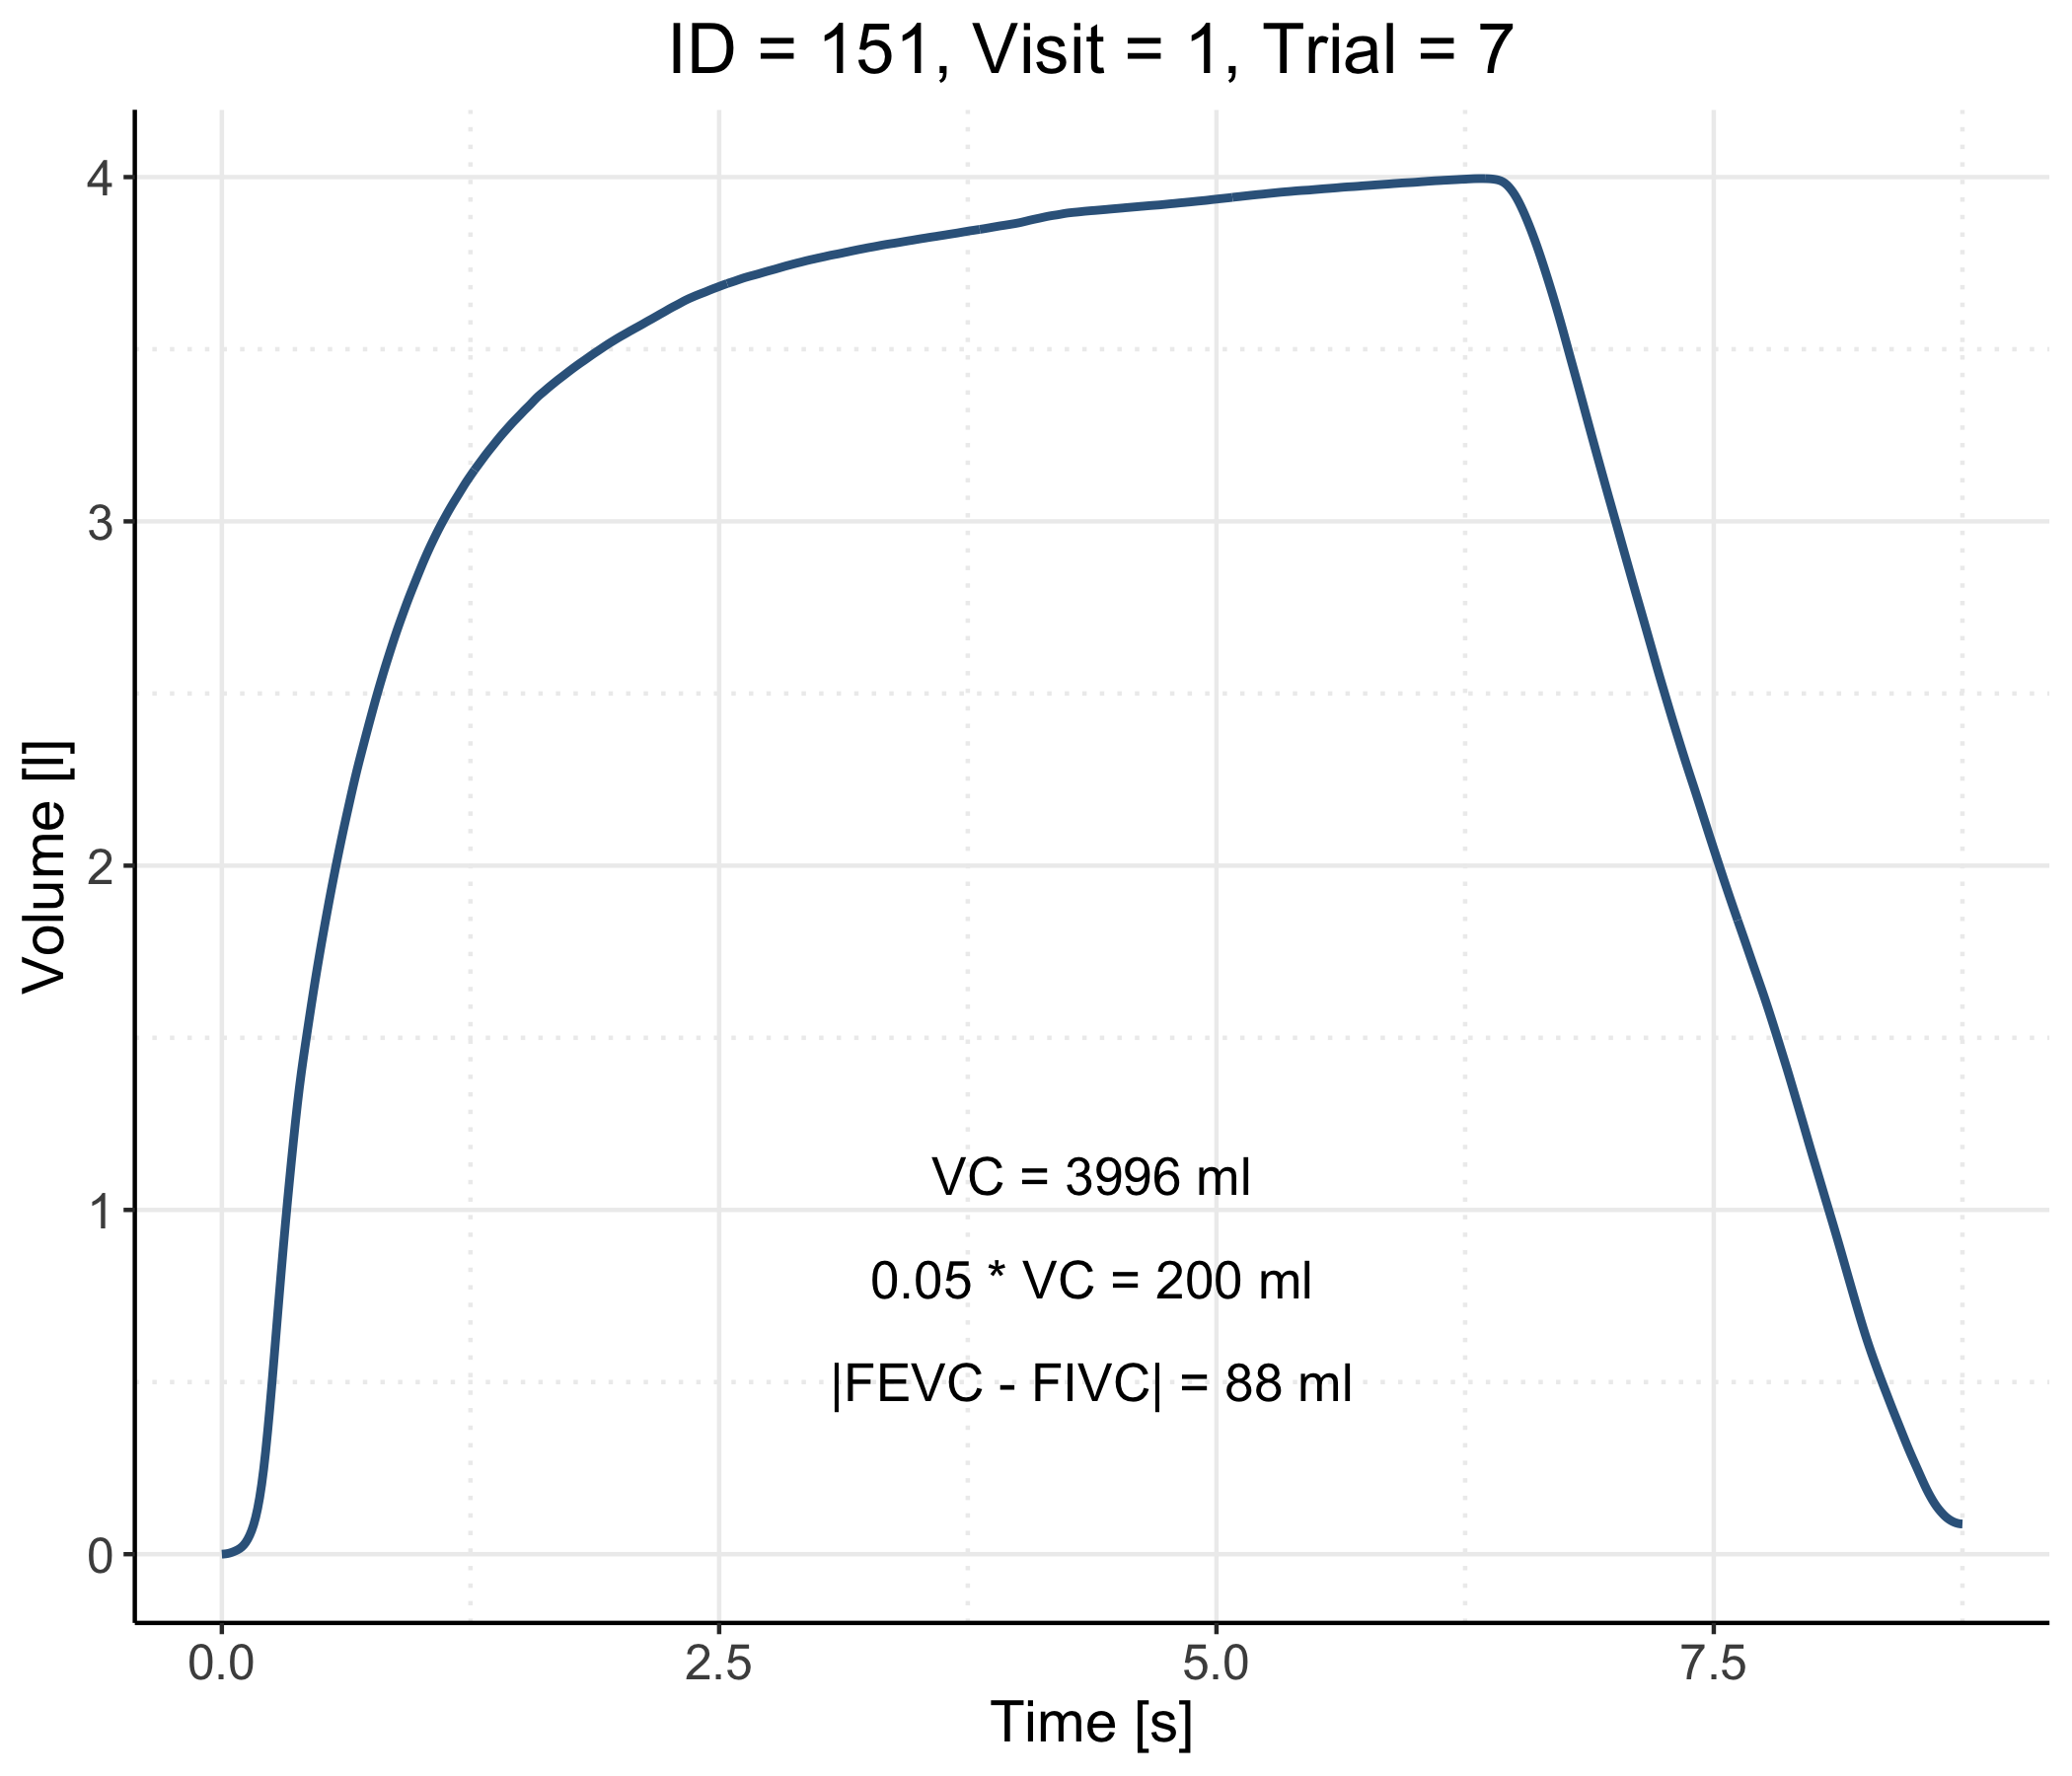 ID = 151, Visit = 1, Trial = 7
4
3
2
1
0
Volume [l]
VC = 3996 ml
0.05 * VC = 200 ml
|FEVC - FIVC| = 88 ml
0.0 2.5 5.0 7.5
Time [s]